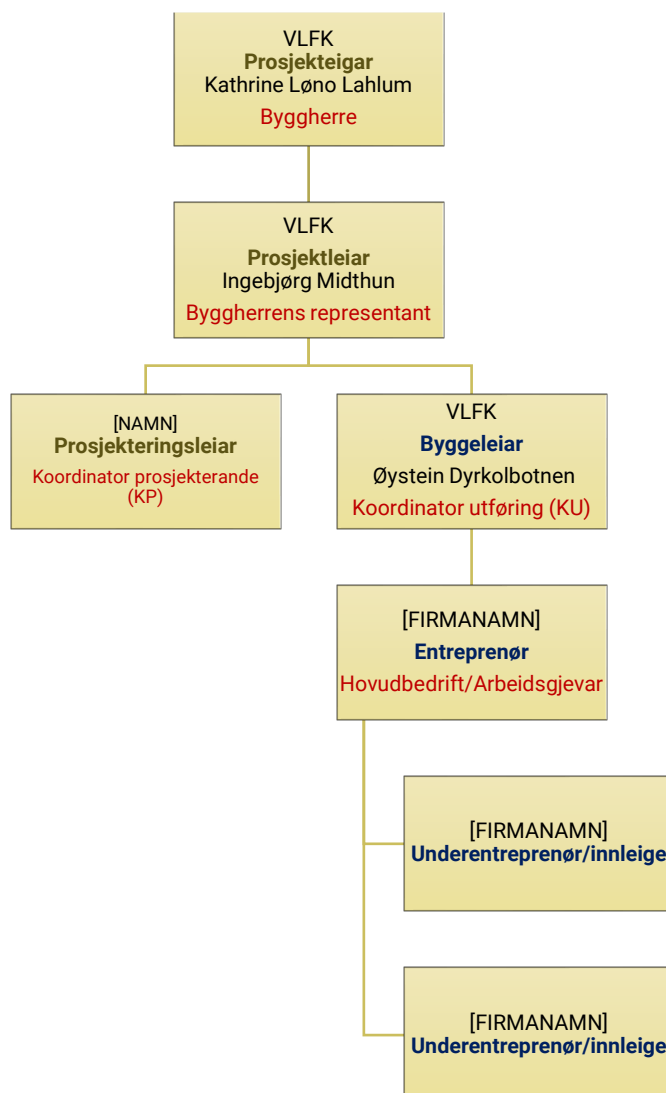 VLFK
Prosjekteigar
Kathrine Løno Lahlum
Byggherre
VLFK
Prosjektleiar
Ingebjørg Midthun
Byggherrens representant
[NAMN]
Prosjekteringsleiar
Koordinator prosjekterande
(KP)
VLFK
Byggeleiar
Øystein Dyrkolbotnen
Koordinator utføring (KU)
[FIRMANAMN]
Entreprenør
Hovudbedrift/Arbeidsgjevar
[FIRMANAMN]
Underentreprenør/innleige
[FIRMANAMN]
Underentreprenør/innleige